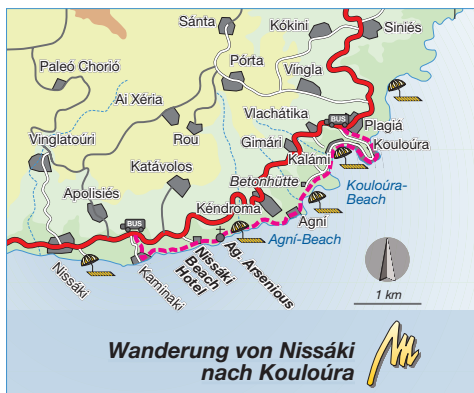 Sánta
Kókini
Siniés
Paleó Chorió
Pórta
Víngla
Ai Xéria
Vlachátika
BUS
Plagiá
Vinglatoúri
Rou
Gimári
Kouloúra
Katávolos
Kalámi
Betonhütte
Kouloúra-
Beach
Apolisiés
Kéndroma
Agní
BUS
Agní-Beach
Nissáki
Kamínaki
Nissáki
Beach
Hotel
Ag. Arsenious
1 km
Wanderung von Nissáki
nach Kouloúra